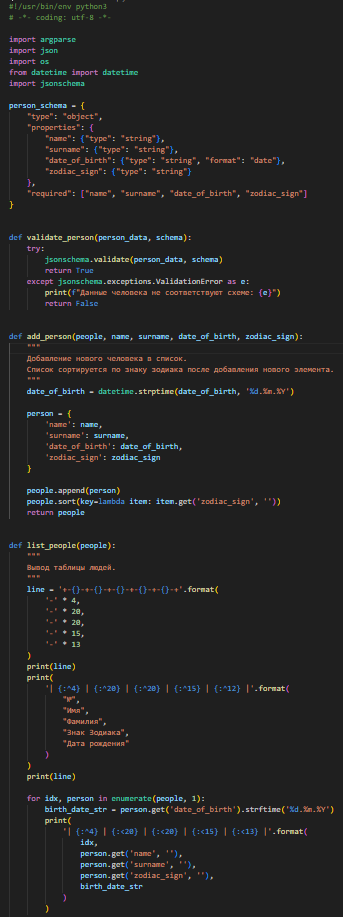 #!/usr/bin/env python3
# -*- coding: utf-8 -*-

import argparse
import json
import os
from datetime import datetime
import jsonschema

person_schema = {
    "type": "object",
    "properties": {
        "name": {"type": "string"},
        "surname": {"type": "string"},
        "date_of_birth": {"type": "string", "format": "date"},
        "zodiac_sign": {"type": "string"}
    },
    "required": ["name", "surname", "date_of_birth", "zodiac_sign"]
}


def validate_person(person_data, schema):
    try:
        jsonschema.validate(person_data, schema)
        return True
    except jsonschema.exceptions.ValidationError as e:
        print(f"Данные человека не соответствуют схеме: {e}")
        return False


def add_person(people, name, surname, date_of_birth, zodiac_sign):
    """
    Добавление нового человека в список.
    Список сортируется по знаку зодиака после добавления нового элемента.
    """
    date_of_birth = datetime.strptime(date_of_birth, '%d.%m.%Y')

    person = {
        'name': name,
        'surname': surname,
        'date_of_birth': date_of_birth,
        'zodiac_sign': zodiac_sign
    }

    people.append(person)
    people.sort(key=lambda item: item.get('zodiac_sign', ''))
    return people


def list_people(people):
    """
    Вывод таблицы людей.
    """
    line = '+-{}-+-{}-+-{}-+-{}-+-{}-+'.format(
        '-' * 4,
        '-' * 20,
        '-' * 20,
        '-' * 15,
        '-' * 13
    )
    print(line)
    print(
        '| {:^4} | {:^20} | {:^20} | {:^15} | {:^12} |'.format(
            "№",
            "Имя",
            "Фамилия",
            "Знак Зодиака",
            "Дата рождения"
        )
    )
    print(line)

    for idx, person in enumerate(people, 1):
        birth_date_str = person.get('date_of_birth').strftime('%d.%m.%Y')
        print(
            '| {:^4} | {:<20} | {:<20} | {:<15} | {:<13} |'.format(
                idx,
                person.get('name', ''),
                person.get('surname', ''),
                person.get('zodiac_sign', ''),
                birth_date_str
            )
        )